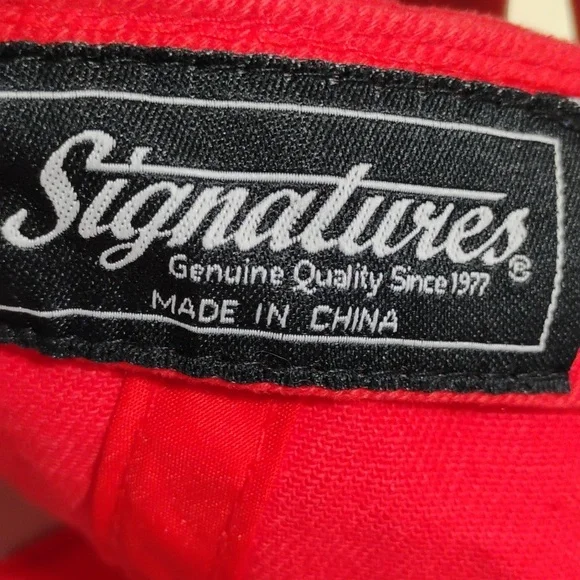 Signatures®
Genuine Quality Since 1977
MADE IN CHINA